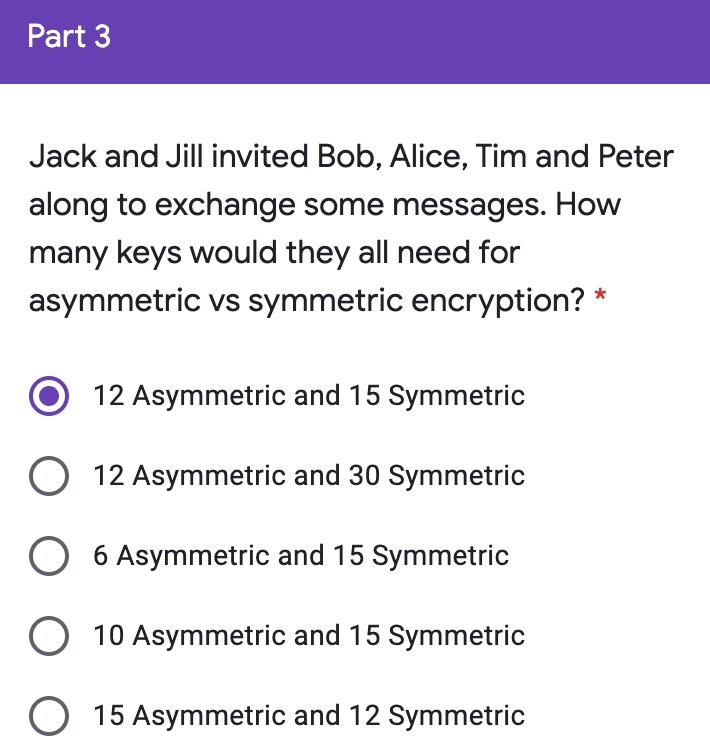 Part 3
Jack and Jill invited Bob, Alice, Tim and Peter
along to exchange some messages. How
many keys would they all need for
asymmetric vs symmetric encryption? *
12 Asymmetric and 15 Symmetric
12 Asymmetric and 30 Symmetric
6 Asymmetric and 15 Symmetric
10 Asymmetric and 15 Symmetric
15 Asymmetric and 12 Symmetric